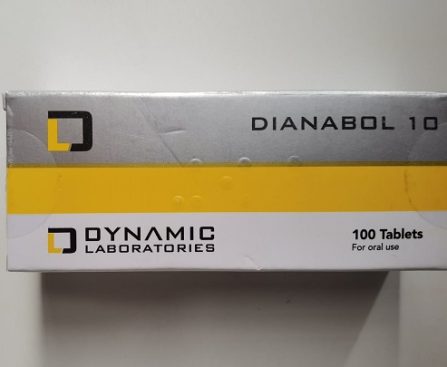 DIANABOL 10
DYNAMIC
LABORATORIES
100 Tablets
For oral use